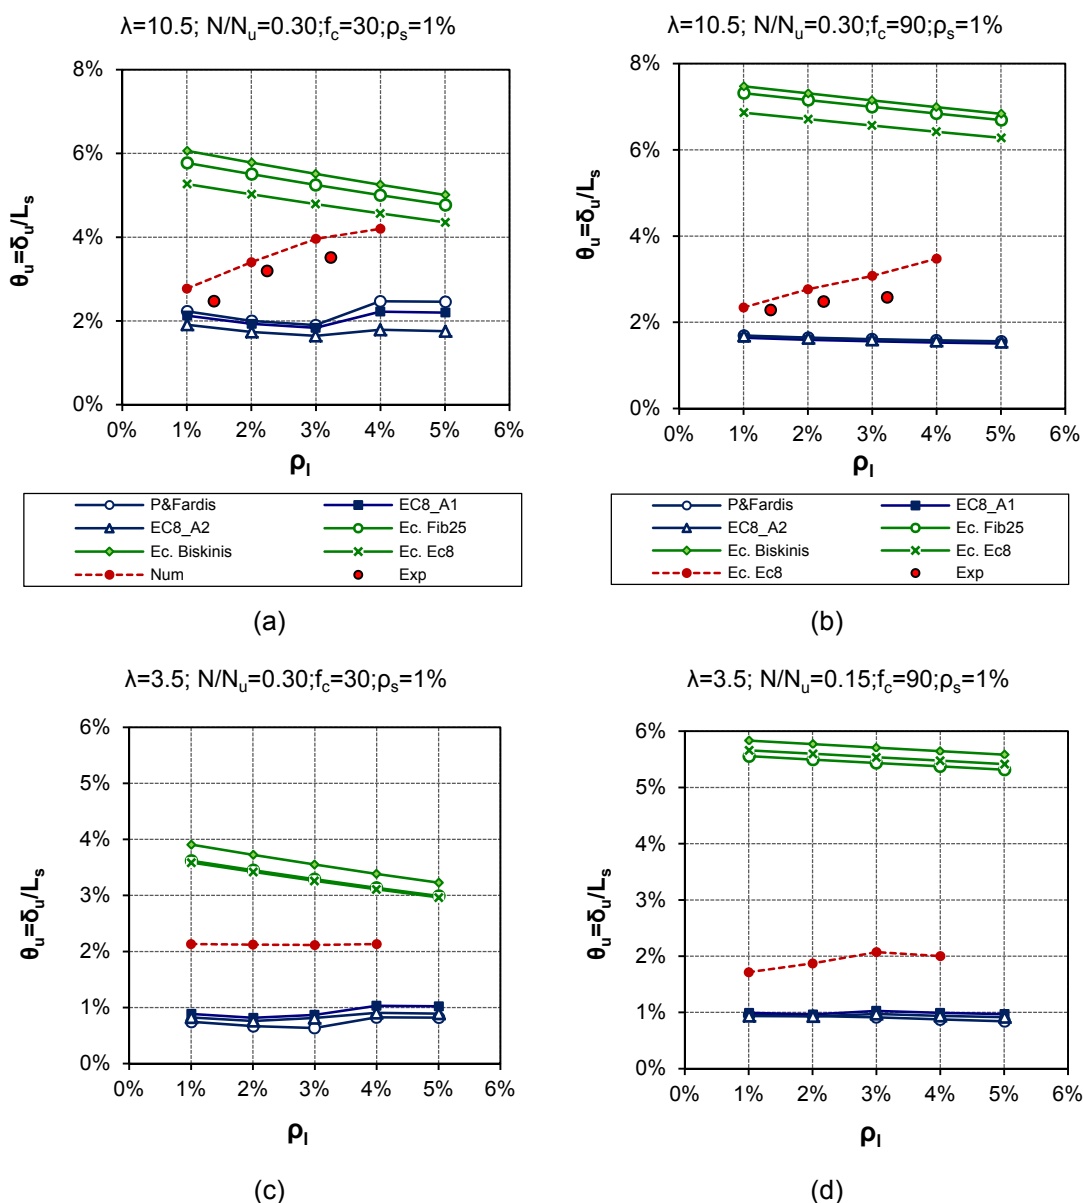 (a)
λ=10.5; N/Nu=0.30;fc=30;ρs=1%
8%
6%
4%
2%
0%
θu=δu/Ls
0% 1% 2% 3% 4% 5% 6%
ρl
P&Fardis EC8_A1
EC8_A2 Ec. Fib25
Ec. Biskinis Ec. Ec8
Num Exp
(a)
(b)
λ=10.5; N/Nu=0.30;fc=90;ρs=1%
8%
6%
4%
2%
0%
θu=δu/Ls
0% 1% 2% 3% 4% 5% 6%
ρl
P&Fardis EC8_A1
EC8_A2 Ec. Fib25
Ec. Biskinis Ec. Ec8
Ec. Ec8 Exp
(b)
λ=3.5; N/Nu=0.30;fc=30;ρs=1%
6%
5%
4%
3%
2%
1%
0%
θu=δu/Ls
0% 1% 2% 3% 4% 5% 6%
ρl
(c)
λ=3.5; N/Nu=0.15;fc=90;ρs=1%
6%
5%
4%
3%
2%
1%
0%
θu=δu/Ls
0% 1% 2% 3% 4% 5% 6%
ρl
(d)